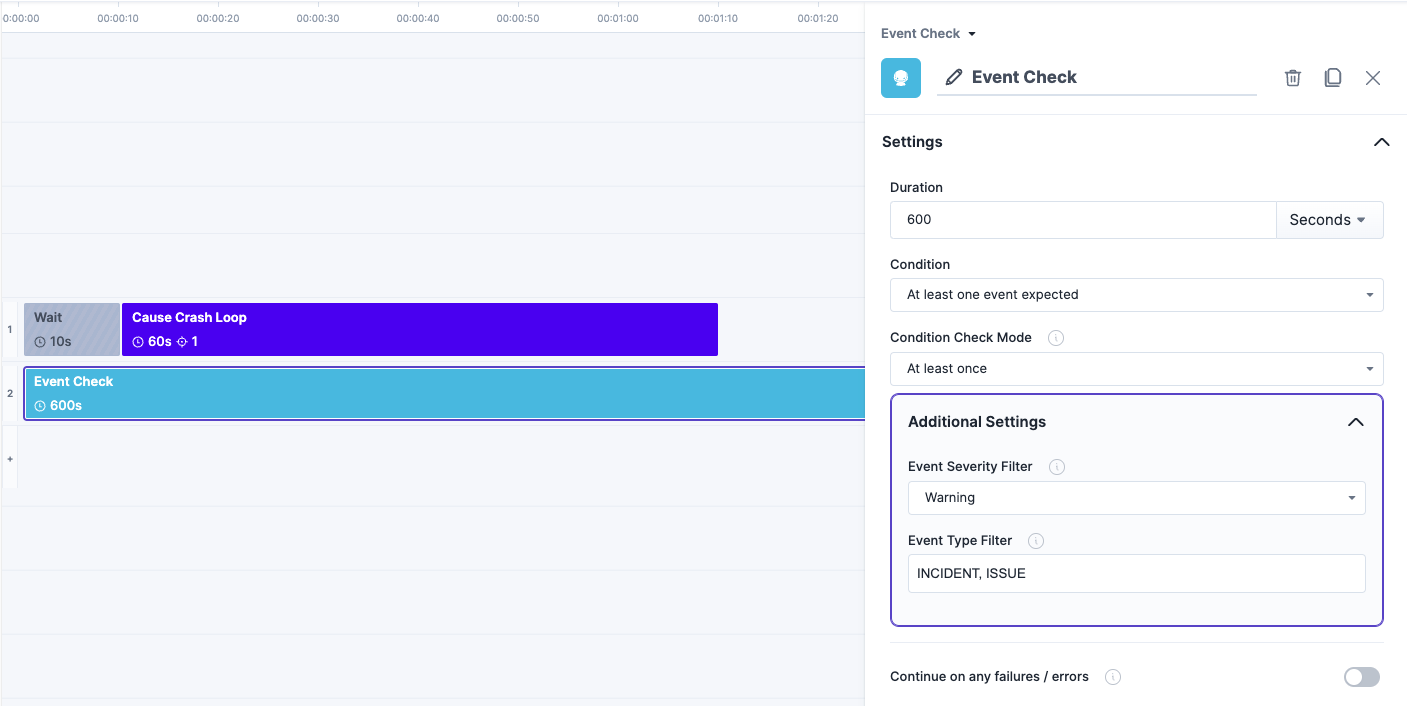 0:00:00 00:00:10 00:00:20 00:00:30 00:00:40 00:00:50 00:01:00 00:01:10 00:01:20
1
Wait
10s
Cause Crash Loop
60s 1
2
Event Check
600s
+
Event Check
Event Check
Settings
Duration
600 Seconds
Condition
At least one event expected
Condition Check Mode
At least once
Additional Settings
Event Severity Filter
Warning
Event Type Filter
INCIDENT, ISSUE
Continue on any failures / errors